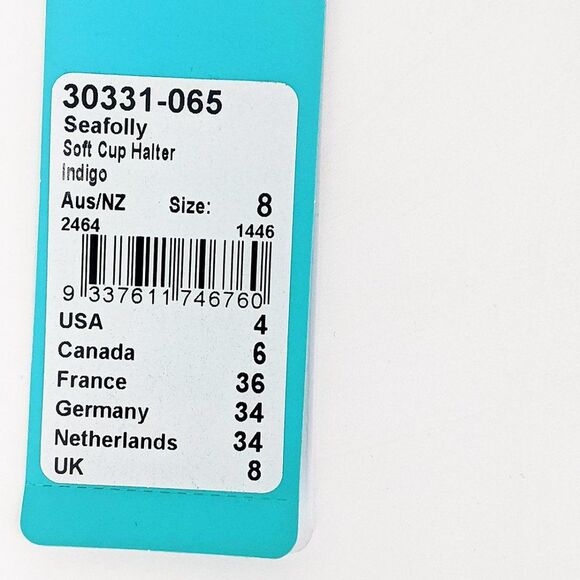 30331-065
Seafolly
Soft Cup Halter
Indigo
Aus/NZ Size: 8
2464 1446
9 337611 746760
USA 4
Canada 6
France 36
Germany 34
Netherlands 34
UK 8